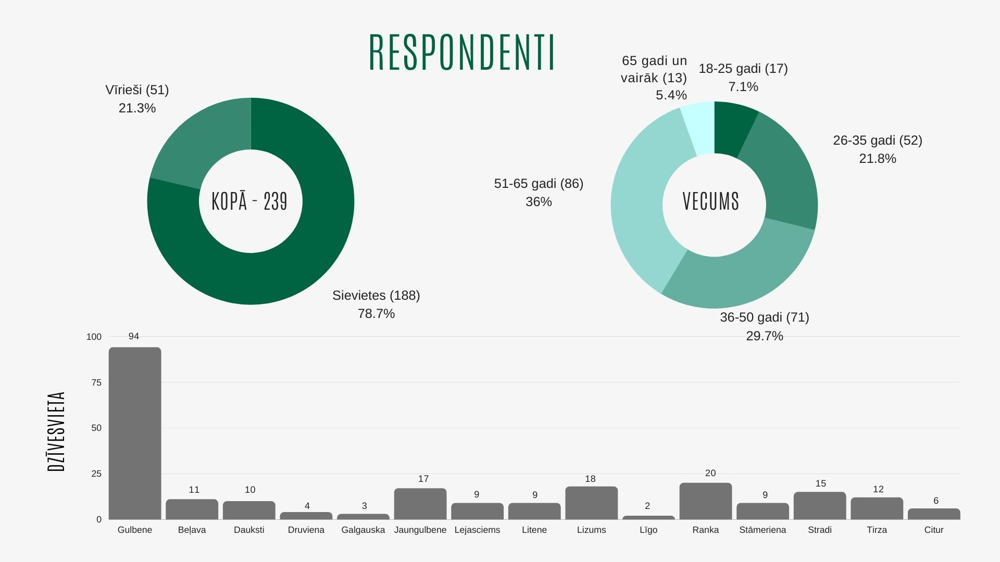 RESPONDENTI
Vīrieši (51)
21.3%
KOPĀ - 239
Sievietes (188)
78.7%
65 gadi un
vairāk (13)
5.4%
18-25 gadi (17)
7.1%
26-35 gadi (52)
21.8%
51-65 gadi (86)
36%
VECUMS
36-50 gadi (71)
29.7%
DZĪVESVIETA
100
75
50
25
0
94
11
10
4
3
17
9
9
18
2
20
9
15
12
6
Gulbene Beļava Dauksti Druviena Galgauska Jaungulbene Lejasciems Litene Lizums Līgo Ranka Stāmeriena Stradi Tirza Citur